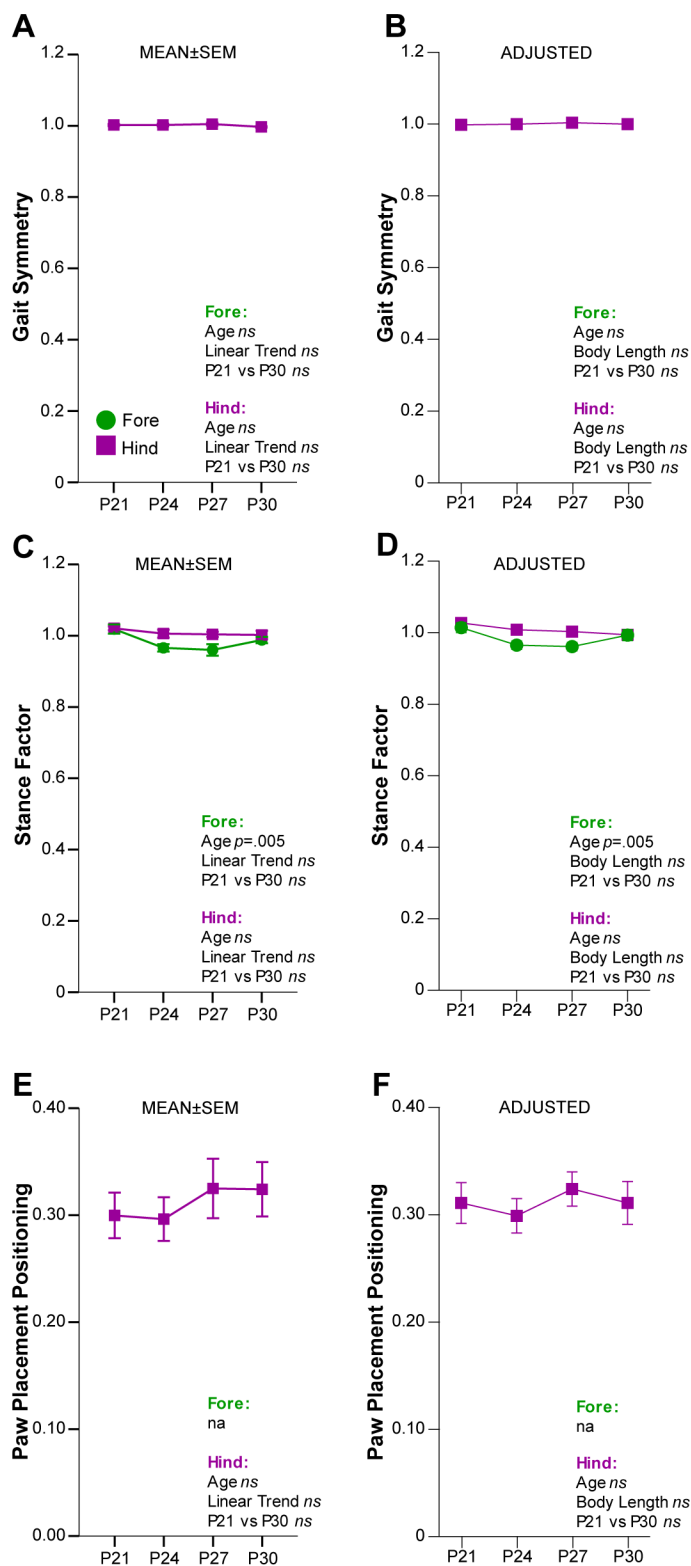 A
MEAN±SEM
Gait Symmetry
1.2
1.0
0.8
0.6
0.4
0.2
0
P21 P24 P27 P30
Fore
Hind
Fore:
Age ns
Linear Trend ns
P21 vs P30 ns
Hind:
Age ns
Linear Trend ns
P21 vs P30 ns
B
ADJUSTED
Gait Symmetry
1.2
1.0
0.8
0.6
0.4
0.2
0
P21 P24 P27 P30
Fore:
Age ns
Body Length ns
P21 vs P30 ns
Hind:
Age ns
Body Length ns
P21 vs P30 ns
C
MEAN±SEM
Stance Factor
1.2
1.0
0.8
0.6
0.4
0.2
0
P21 P24 P27 P30
Fore:
Age p=.005
Linear Trend ns
P21 vs P30 ns
Hind:
Age ns
Linear Trend ns
P21 vs P30 ns
D
ADJUSTED
Stance Factor
1.2
1.0
0.8
0.6
0.4
0.2
0
P21 P24 P27 P30
Fore:
Age p=.005
Body Length ns
P21 vs P30 ns
Hind:
Age ns
Body Length ns
P21 vs P30 ns
E
MEAN±SEM
Paw Placement Positioning
0.40
0.30
0.20
0.10
0.00
P21 P24 P27 P30
Fore:
na
Hind:
Age ns
Linear Trend ns
P21 vs P30 ns
F
ADJUSTED
Paw Placement Positioning
0.40
0.30
0.20
0.10
0
P21 P24 P27 P30
Fore:
na
Hind:
Age ns
Body Length ns
P21 vs P30 ns